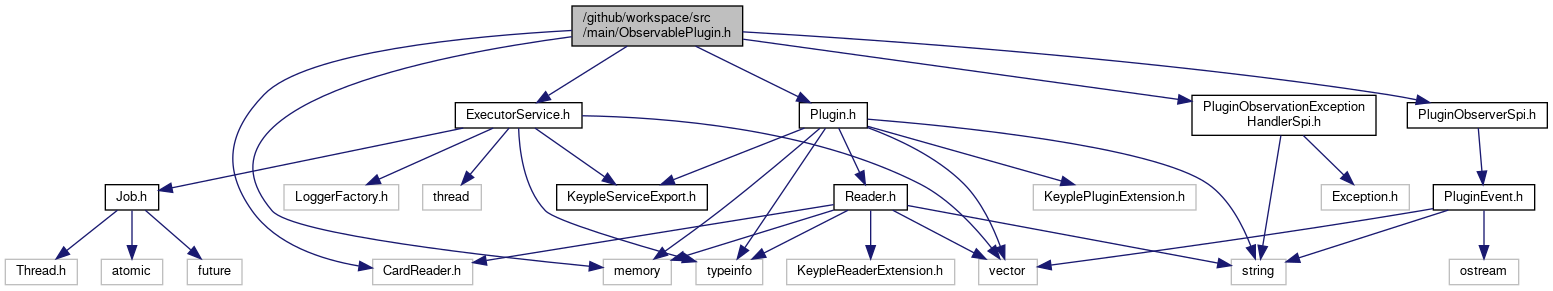 /github/workspace/src
/main/ObservablePlugin.h
ExecutorService.h
Plugin.h
PluginObservationException
HandlerSpi.h
PluginObserverSpi.h
Job.h
LoggerFactory.h
thread
KeypleServiceExport.h
Reader.h
KeyplePluginExtension.h
Exception.h
PluginEvent.h
Thread.h
atomic
future
CardReader.h
memory
typeinfo
KeypleReaderExtension.h
vector
string
ostream